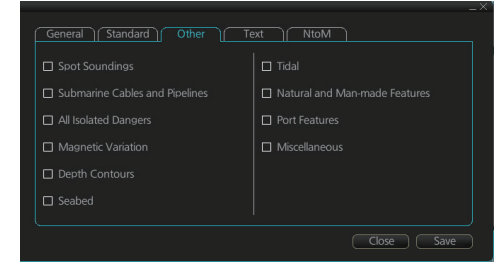 General Standard Other Text NtoM
Spot Soundings
Submarine Cables and Pipelines
All Isolated Dangers
Magnetic Variation
Depth Contours
Seabed
Tidal
Natural and Man-made Features
Port Features
Miscellaneous
Close Save